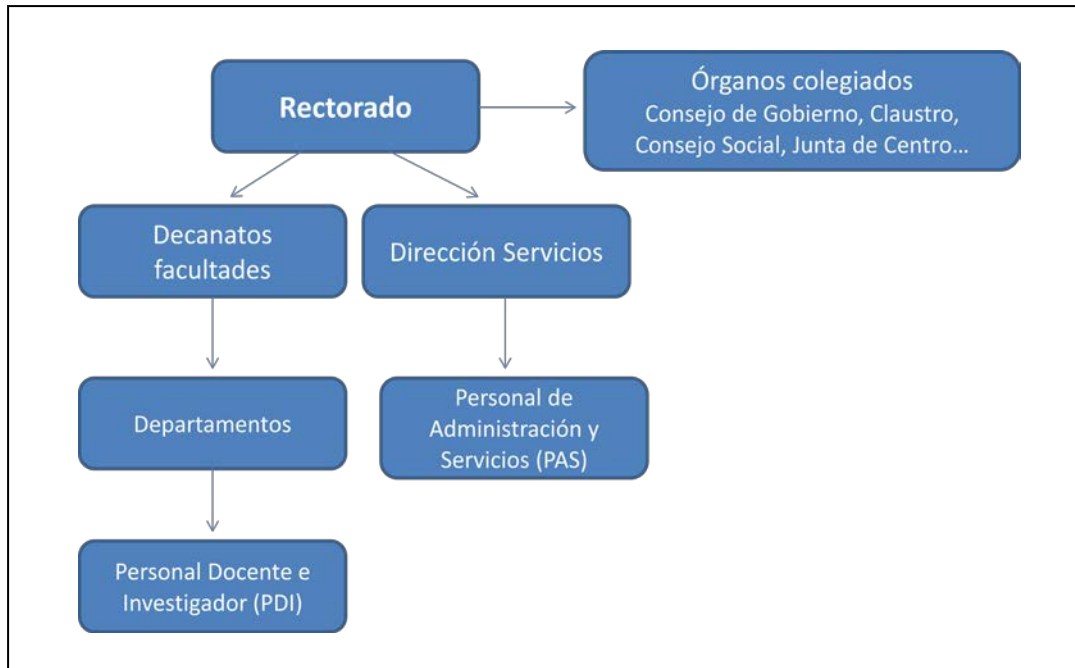 Rectorado
Órganos colegiados
Consejo de Gobierno, Claustro,
Consejo Social, Junta de Centro…
Decanatos
facultades
Dirección Servicios
Departamentos
Personal de
Administración y
Servicios (PAS)
Personal Docente e
Investigador (PDI)